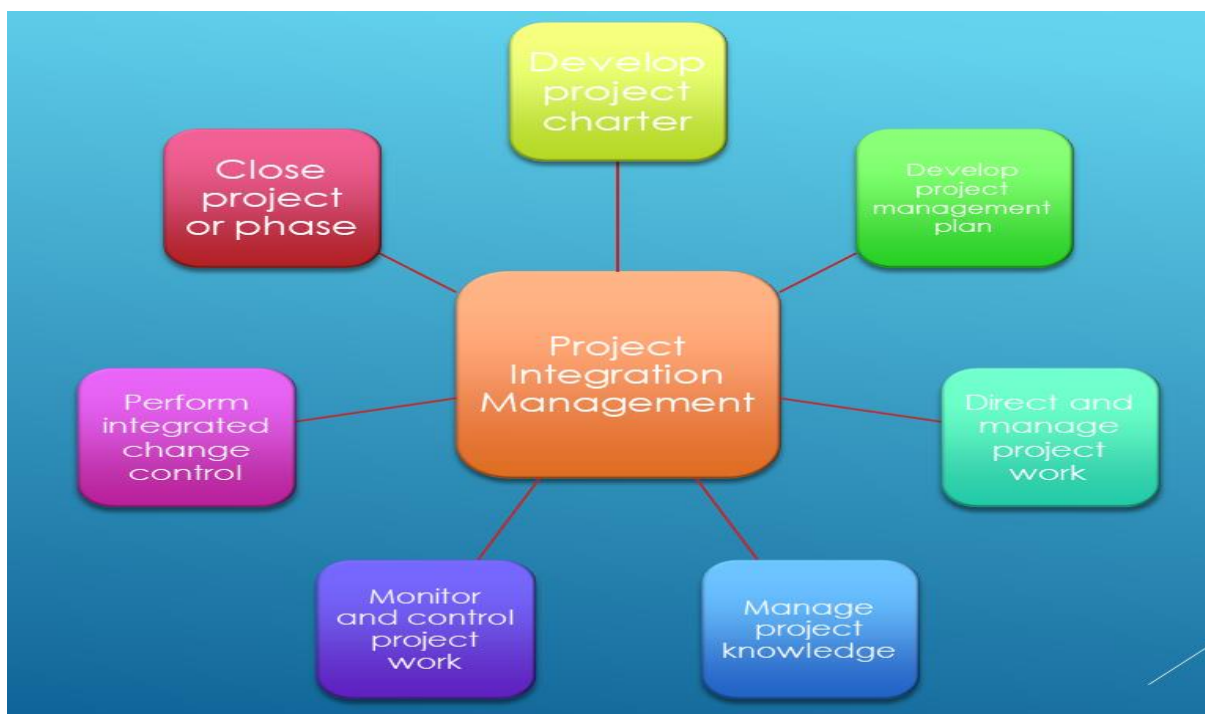 Develop
project
charter
Develop
project
management
plan
Direct and
manage
project
work
Manage
project
knowledge
Monitor
and control
project
work
Perform
integrated
change
control
Close
project
or phase
Project
Integration
Management